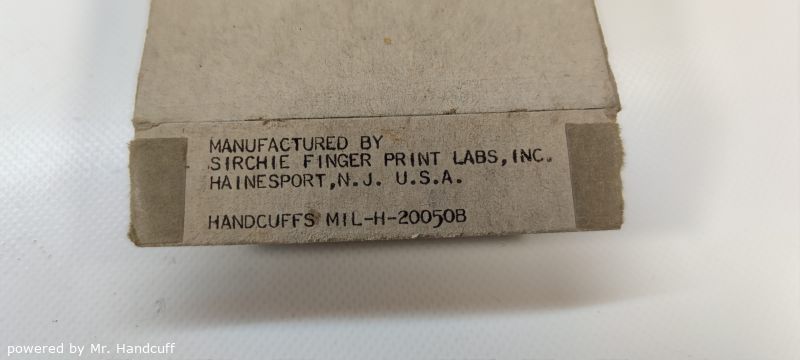 MANUFACTURED BY
SIRCHIE FINGER PRINT LABS, INC.
HAINESPORT, N.J. U.S.A.
HANDCUFFS MIL-H-20050B
powered by Mr. Handcuff